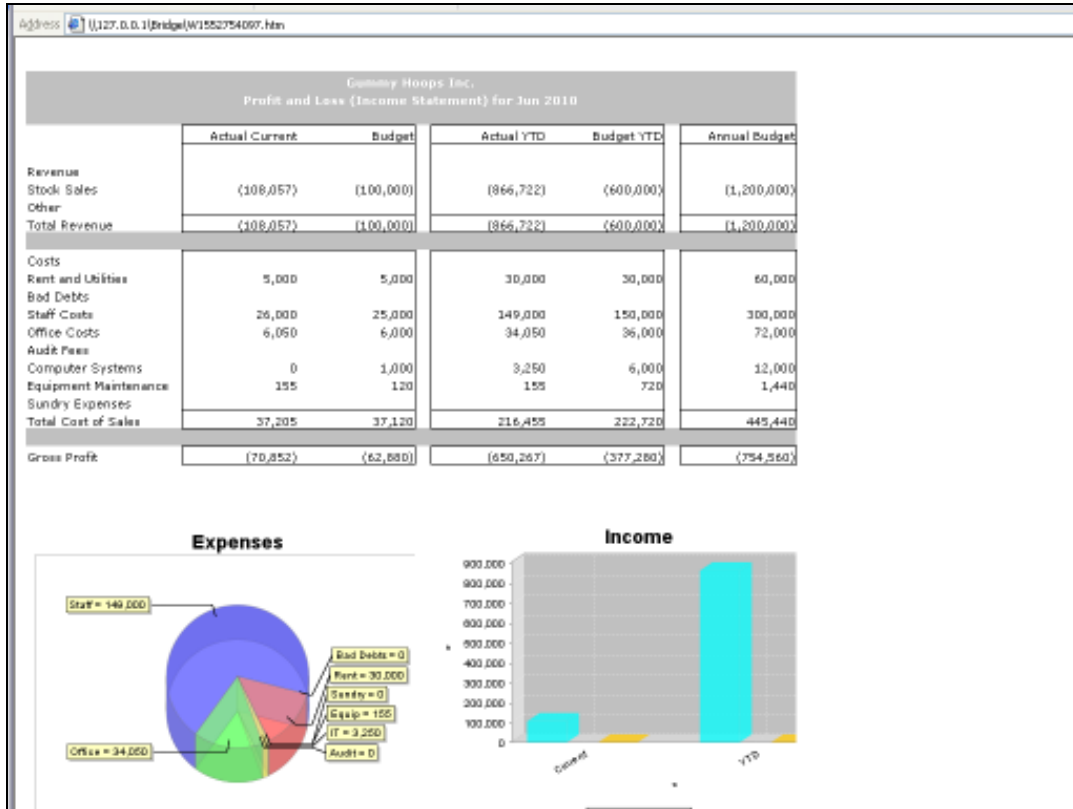 Address \\127.0.0.1\Bridge\W1552754097.htm
Gummy Hoops Inc.
Profit and Loss (Income Statement) for Jun 2010
Actual Current Budget Actual YTD Budget YTD Annual Budget
Revenue
Stock Sales (108,057) (100,000) (866,722) (600,000) (1,200,000)
Other
Total Revenue (108,057) (100,000) (866,722) (600,000) (1,200,000)
Costs
Rent and Utilities 5,000 5,000 30,000 30,000 60,000
Bad Debts
Staff Costs 26,000 25,000 149,000 150,000 300,000
Office Costs 6,050 6,000 34,050 36,000 72,000
Audit Fees
Computer Systems 0 1,000 3,250 6,000 12,000
Equipment Maintenance 155 120 155 720 1,440
Sundry Expenses
Total Cost of Sales 37,205 37,120 216,455 222,720 445,440
Gross Profit (70,852) (62,880) (650,267) (377,280) (754,560)
Expenses
Staff = 149,000
Bad Debts = 0
Rent = 30,000
Sundry = 0
Equip = 155
IT = 3,250
Audit = 0
Office = 34,050
Income
900,000
800,000
700,000
600,000
500,000
400,000
300,000
200,000
100,000
0
Current
YTD